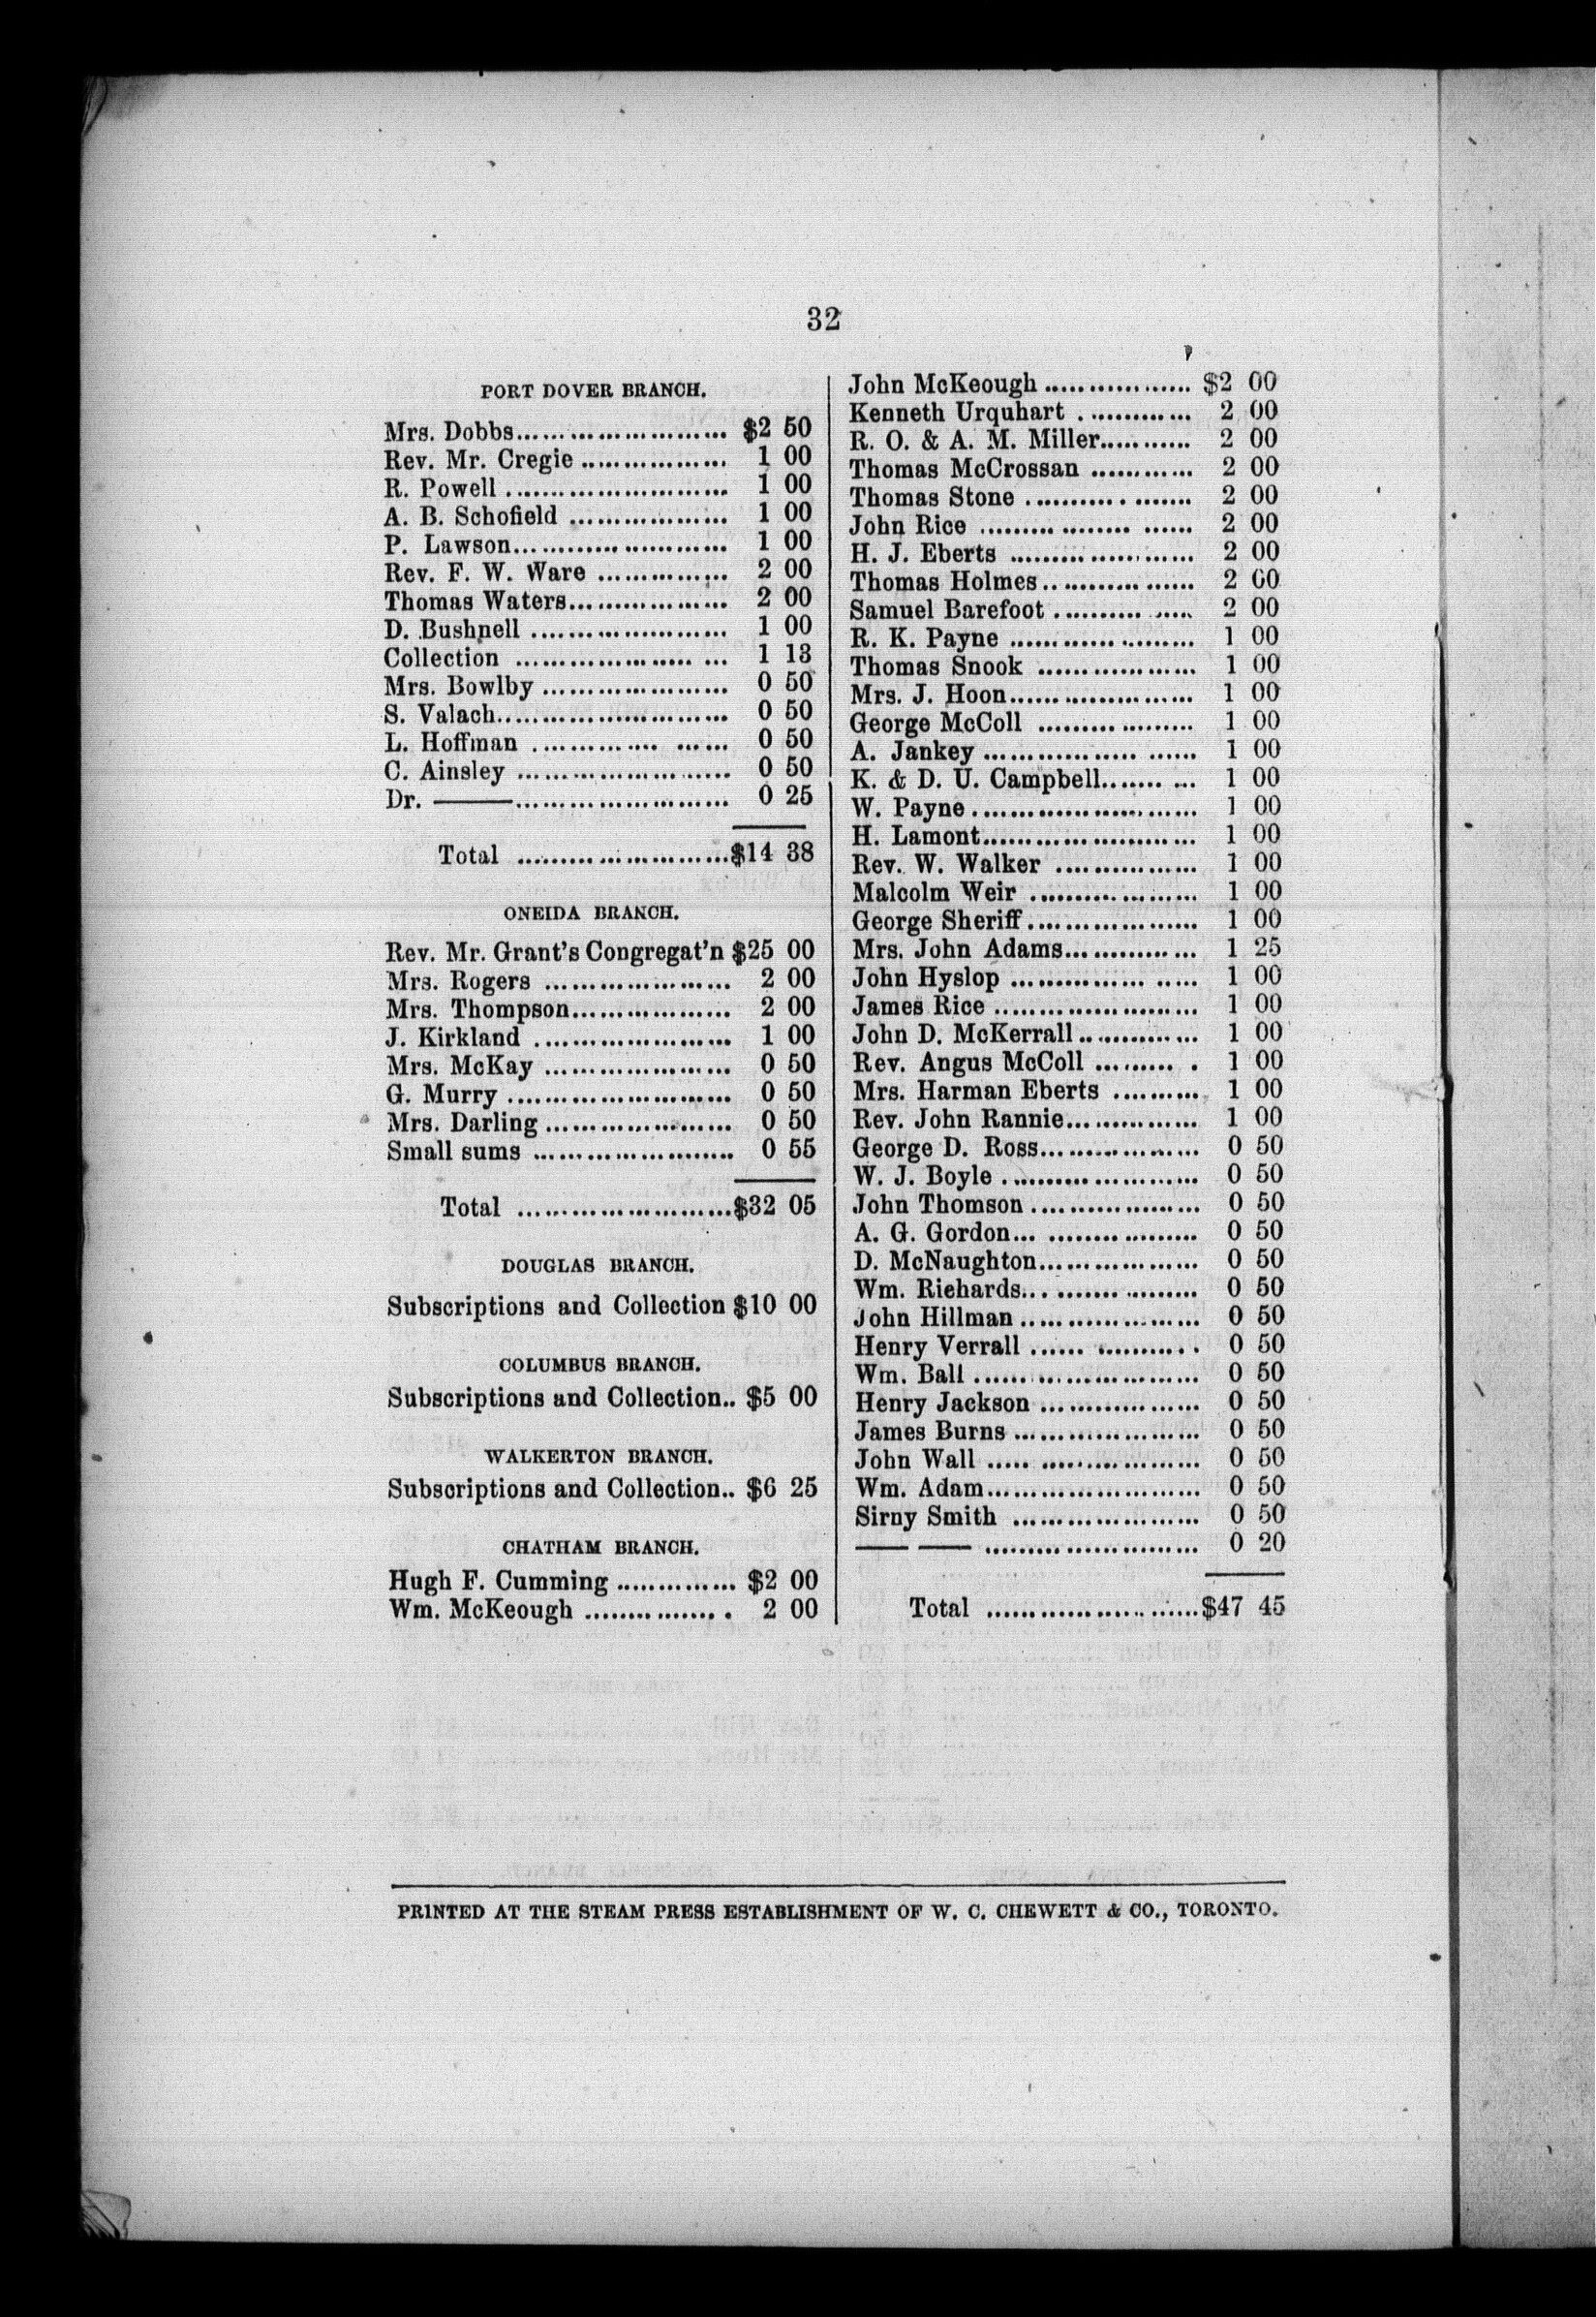 32
PORT DOVER BRANCH.
Mrs. Dobbs........................ $2 50
Rev. Mr. Cregie ................ 1 00
R. Powell ........................ 1 00
A. B. Schofield .................. 1 00
P. Lawson........................ 1 00
Rev. F. W. Ware ............... 2 00
Thomas Waters.................. 2 00
D. Bushnell ...................... 1 00
Collection ........................ 1 13
Mrs. Bowlby ..................... 0 50
S. Valach.......................... 0 50
L. Hoffman ...................... 0 50
C. Ainsley ........................ 0 50
Dr. ———........................ 0 25
Total ........................$14 38
ONEIDA BRANCH.
Rev. Mr. Grant's Congregat'n $25 00
Mrs. Rogers ..................... 2 00
Mrs. Thompson.................. 2 00
J. Kirkland ...................... 1 00
Mrs. McKay ..................... 0 50
G. Murry ......................... 0 50
Mrs. Darling ..................... 0 50
Small sums ...................... 0 55
Total ........................$32 05
DOUGLAS BRANCH.
Subscriptions and Collection $10 00
COLUMBUS BRANCH.
Subscriptions and Collection.. $5 00
WALKERTON BRANCH.
Subscriptions and Collection.. $6 25
CHATHAM BRANCH.
Hugh F. Cumming .............. $2 00
Wm. McKeough ................ 2 00
John McKeough ................. $2 00
Kenneth Urquhart ............. 2 00
R. O. & A. M. Miller........... 2 00
Thomas McCrossan ............ 2 00
Thomas Stone ................... 2 00
John Rice ........................ 2 00
H. J. Eberts ..................... 2 00
Thomas Holmes................. 2 00
Samuel Barefoot ................ 2 00
R. K. Payne ..................... 1 00
Thomas Snook .................. 1 00
Mrs. J. Hoon..................... 1 00
George McColl .................. 1 00
A. Jankey ........................ 1 00
K. & D. U. Campbell.......... 1 00
W. Payne......................... 1 00
H. Lamont........................ 1 00
Rev. W. Walker ................ 1 00
Malcolm Weir ................... 1 00
George Sheriff................... 1 00
Mrs. John Adams............... 1 25
John Hyslop ..................... 1 00
James Rice ....................... 1 00
John D. McKerrall.............. 1 00
Rev. Angus McColl .......... 1 00
Mrs. Harman Eberts .......... 1 00
Rev. John Rannie............... 1 00
George D. Ross.................. 0 50
W. J. Boyle ...................... 0 50
John Thomson ................... 0 50
A. G. Gordon.................... 0 50
D. McNaughton.................. 0 50
Wm. Richards................... 0 50
John Hillman .................... 0 50
Henry Verrall ................... 0 50
Wm. Ball ......................... 0 50
Henry Jackson .................. 0 50
James Burns ..................... 0 50
John Wall ........................ 0 50
Wm. Adam........................ 0 50
Sirny Smith ..................... 0 50
—— —— ........................ 0 20
Total ........................$47 45
PRINTED AT THE STEAM PRESS ESTABLISHMENT OF W. C. CHEWETT & CO., TORONTO.